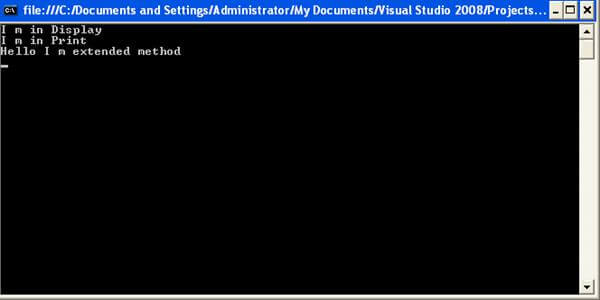 file:///C:/Documents and Settings/Administrator/My Documents/Visual Studio 2008/Projects...
I m in Display
I m in Print
Hello I m extended method